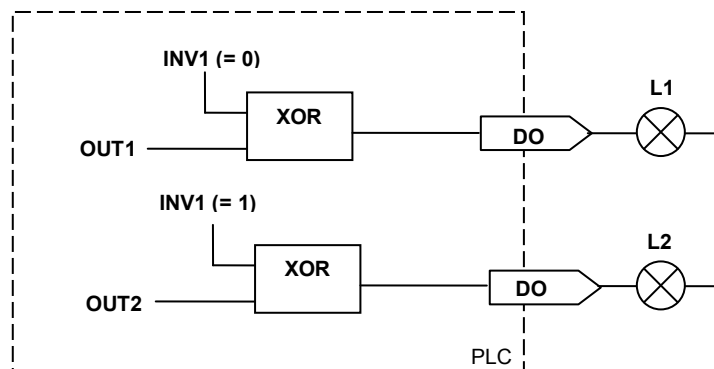 INV1 (= 0)
L1
XOR
DO
OUT1
INV1 (= 1)
L2
XOR
DO
OUT2
PLC